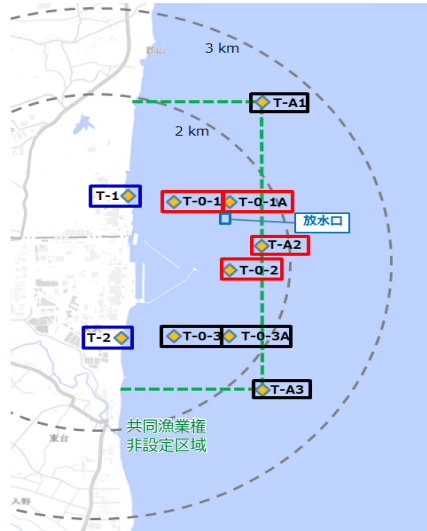 3 km
2 km
T-A1
T-1
T-0-1
T-0-1A
放水口
T-A2
T-0-2
T-2
T-0-3
T-0-3A
T-A3
共同漁業権
非設定区域
東台